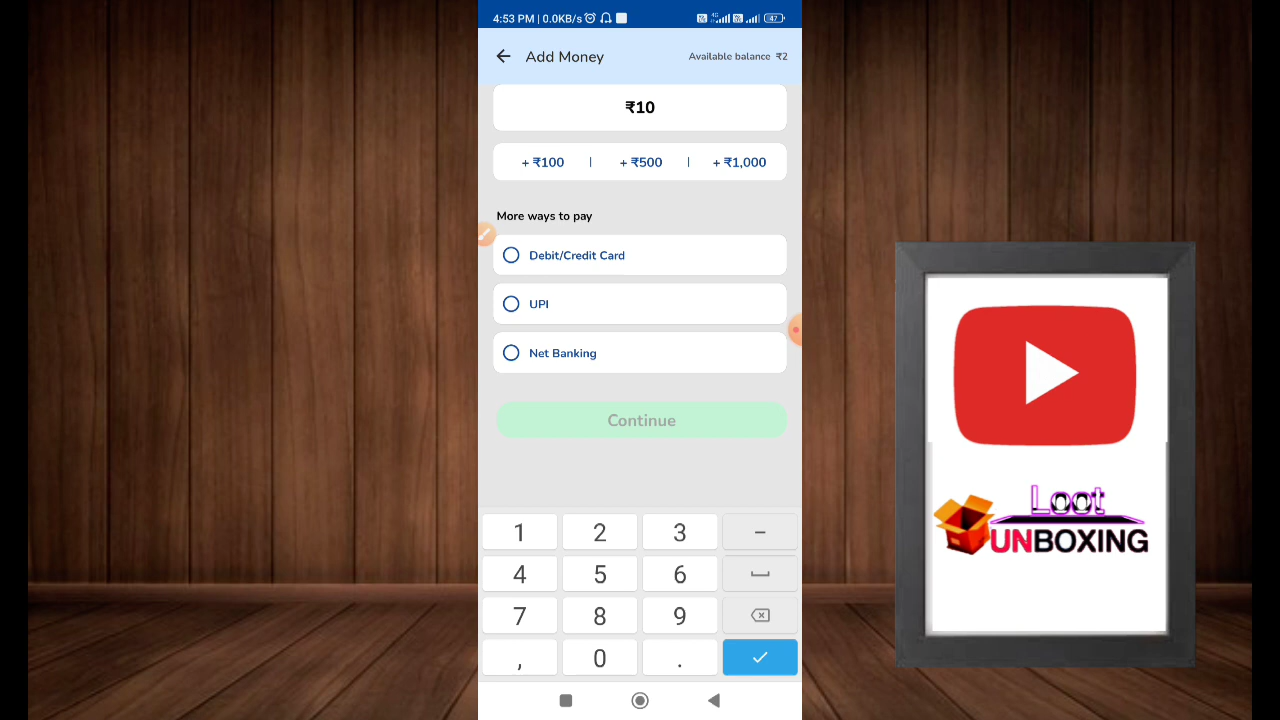 4:53 PM | 0.0KB/s
47
Add Money
Available balance ₹2
₹10
+ ₹100 | + ₹500 | + ₹1,000
More ways to pay
Debit/Credit Card
UPI
Net Banking
Continue
1 2 3 –
4 5 6
7 8 9
, 0 .
Loot
UNBOXING